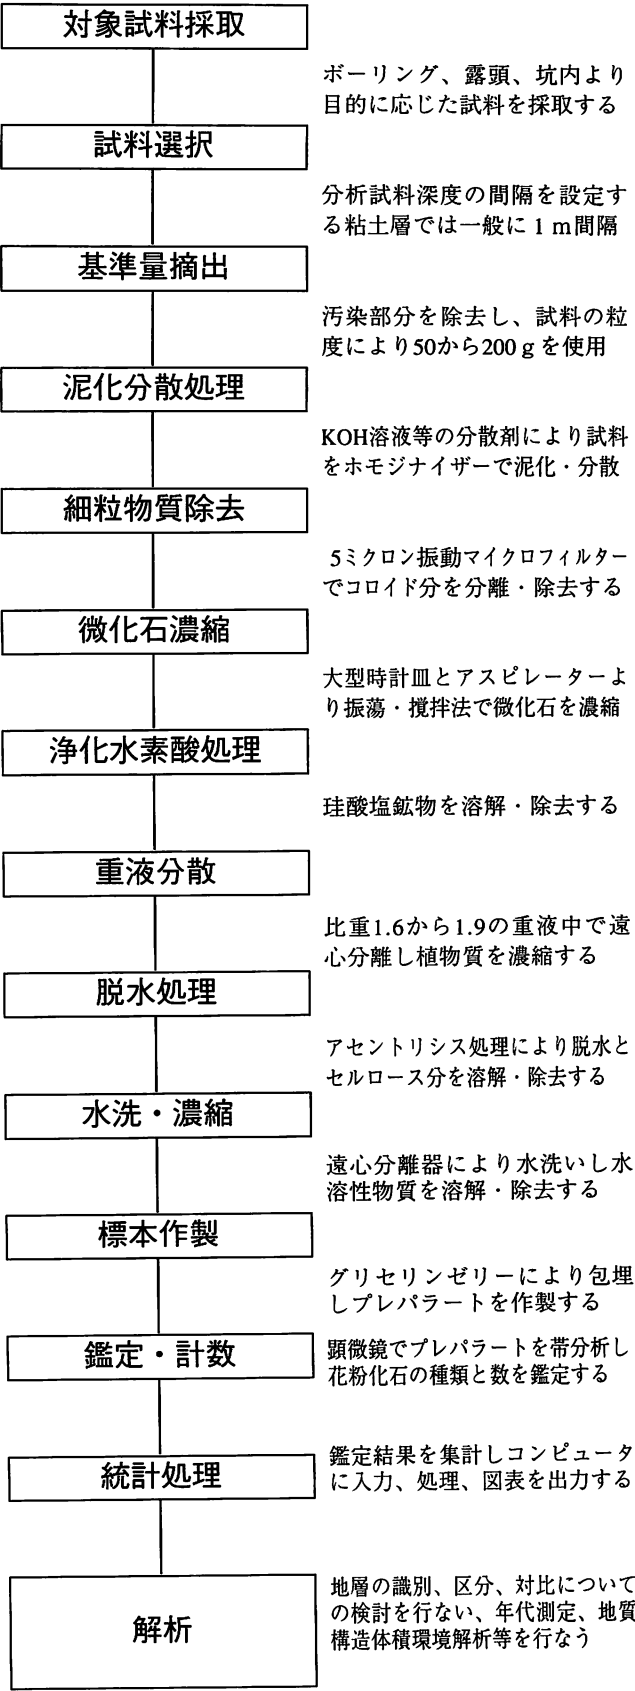 対象試料採取
ボーリング、露頭、坑内より
目的に応じた試料を採取する
試料選択
分析試料深度の間隔を設定す
る粘土層では一般に1m間隔
基準量摘出
汚染部分を除去し、試料の粒
度により50から200gを使用
泥化分散処理
KOH溶液等の分散剤により試料
をホモジナイザーで泥化・分散
細粒物質除去
5ミクロン振動マイクロフィルター
でコロイド分を分離・除去する
微化石濃縮
大型時計皿とアスピレーターよ
り振蕩・撹拌法で微化石を濃縮
浄化水素酸処理
珪酸塩鉱物を溶解・除去する
重液分散
比重1.6から1.9の重液中で遠
心分離し植物質を濃縮する
脱水処理
アセントリシス処理により脱水と
セルロース分を溶解・除去する
水洗・濃縮
遠心分離器により水洗いし水
溶性物質を溶解・除去する
標本作製
グリセリンゼリーにより包埋
しプレパラートを作製する
鑑定・計数
顕微鏡でプレパラートを帯分析し
花粉化石の種類と数を鑑定する
統計処理
鑑定結果を集計しコンピュータ
に入力、処理、図表を出力する
解析
地層の識別、区分、対比について
の検討を行ない、年代測定、地質
構造体積環境解析等を行なう